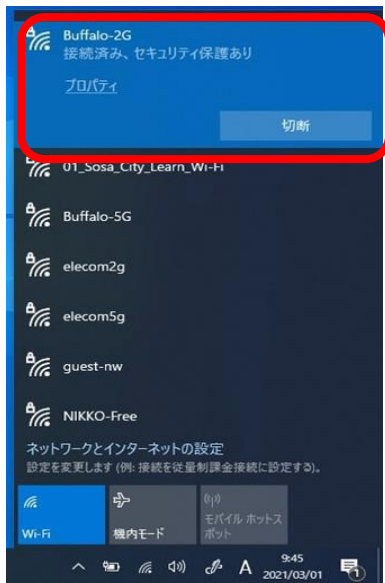 Buffalo-2G
接続済み、セキュリティ保護あり
プロパティ
切断
01_Sosa_City_Learn_Wi-Fi
Buffalo-5G
elecom2g
elecom5g
guest-nw
NIKKO-Free
ネットワークとインターネットの設定
設定を変更します (例: 接続を従量制課金接続に設定する)。
Wi-Fi
機内モード
モバイル ホットス
ポット
A
9:45
2021/03/01
1